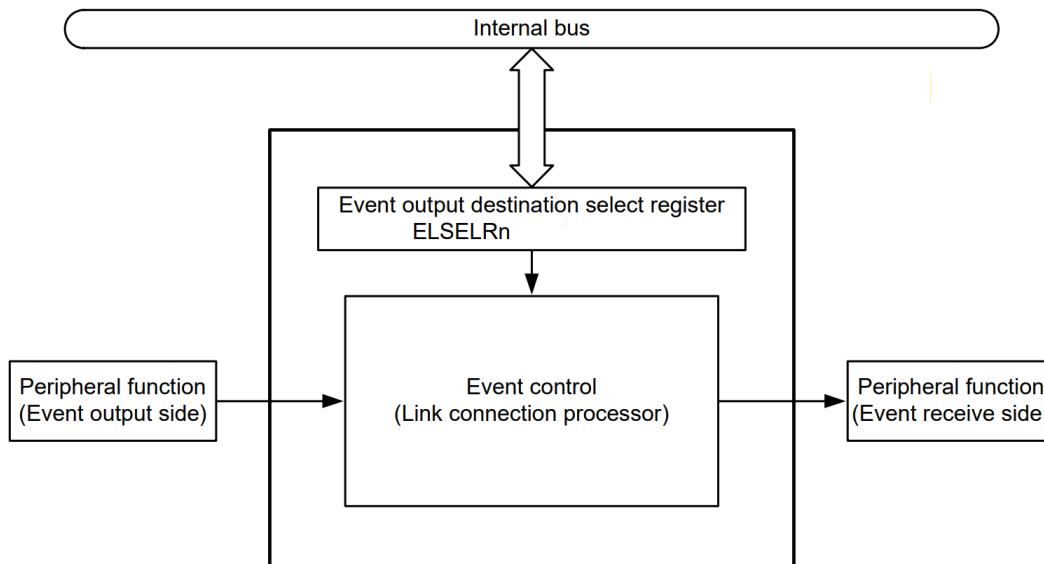 Internal bus
Event output destination select register
ELSELRn
Event control
(Link connection processor)
Peripheral function
(Event output side)
Peripheral function
(Event receive side